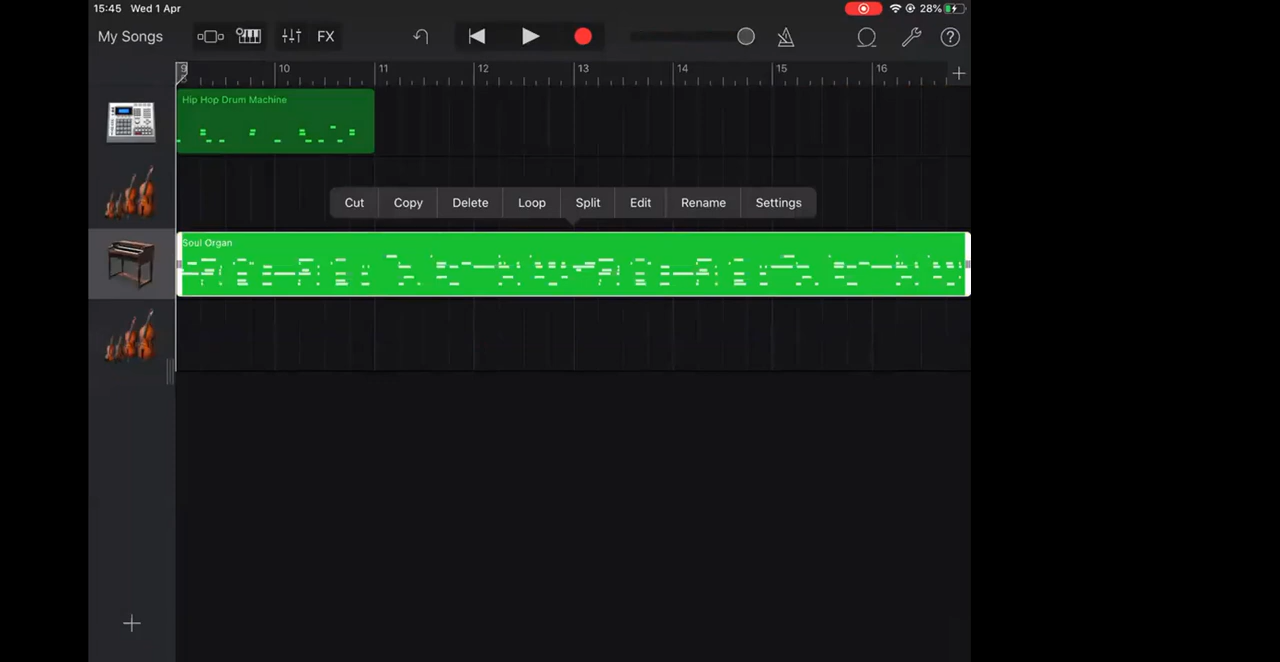 15:45 Wed 1 Apr 28%
My Songs FX
9 10 11 12 13 14 15 16
Hip Hop Drum Machine
Cut Copy Delete Loop Split Edit Rename Settings
Soul Organ